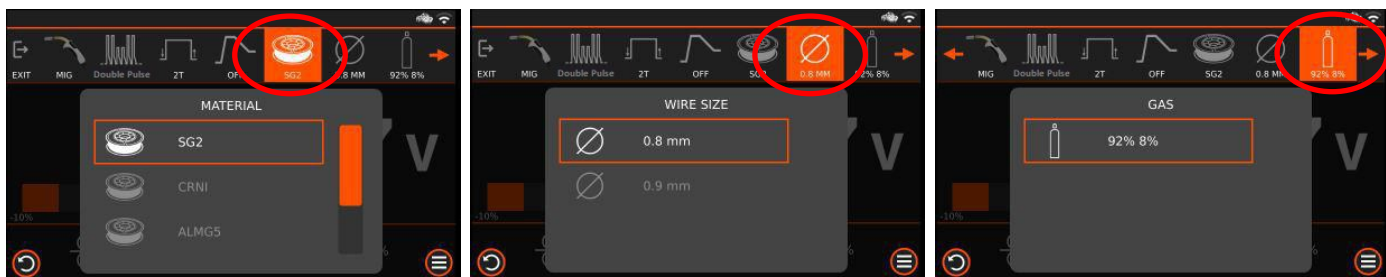 EXIT MIG Double Pulse 2T OFF SG2 0.8 MM 92% 8%
MATERIAL
SG2
CRNI
ALMG5
V
-10%
%
EXIT MIG Double Pulse 2T OFF SG2 0.8 MM 92% 8%
WIRE SIZE
0.8 mm
0.9 mm
V
-10%
%
MIG Double Pulse 2T OFF SG2 0.8 MM 92% 8%
GAS
92% 8%
V
-10%
%